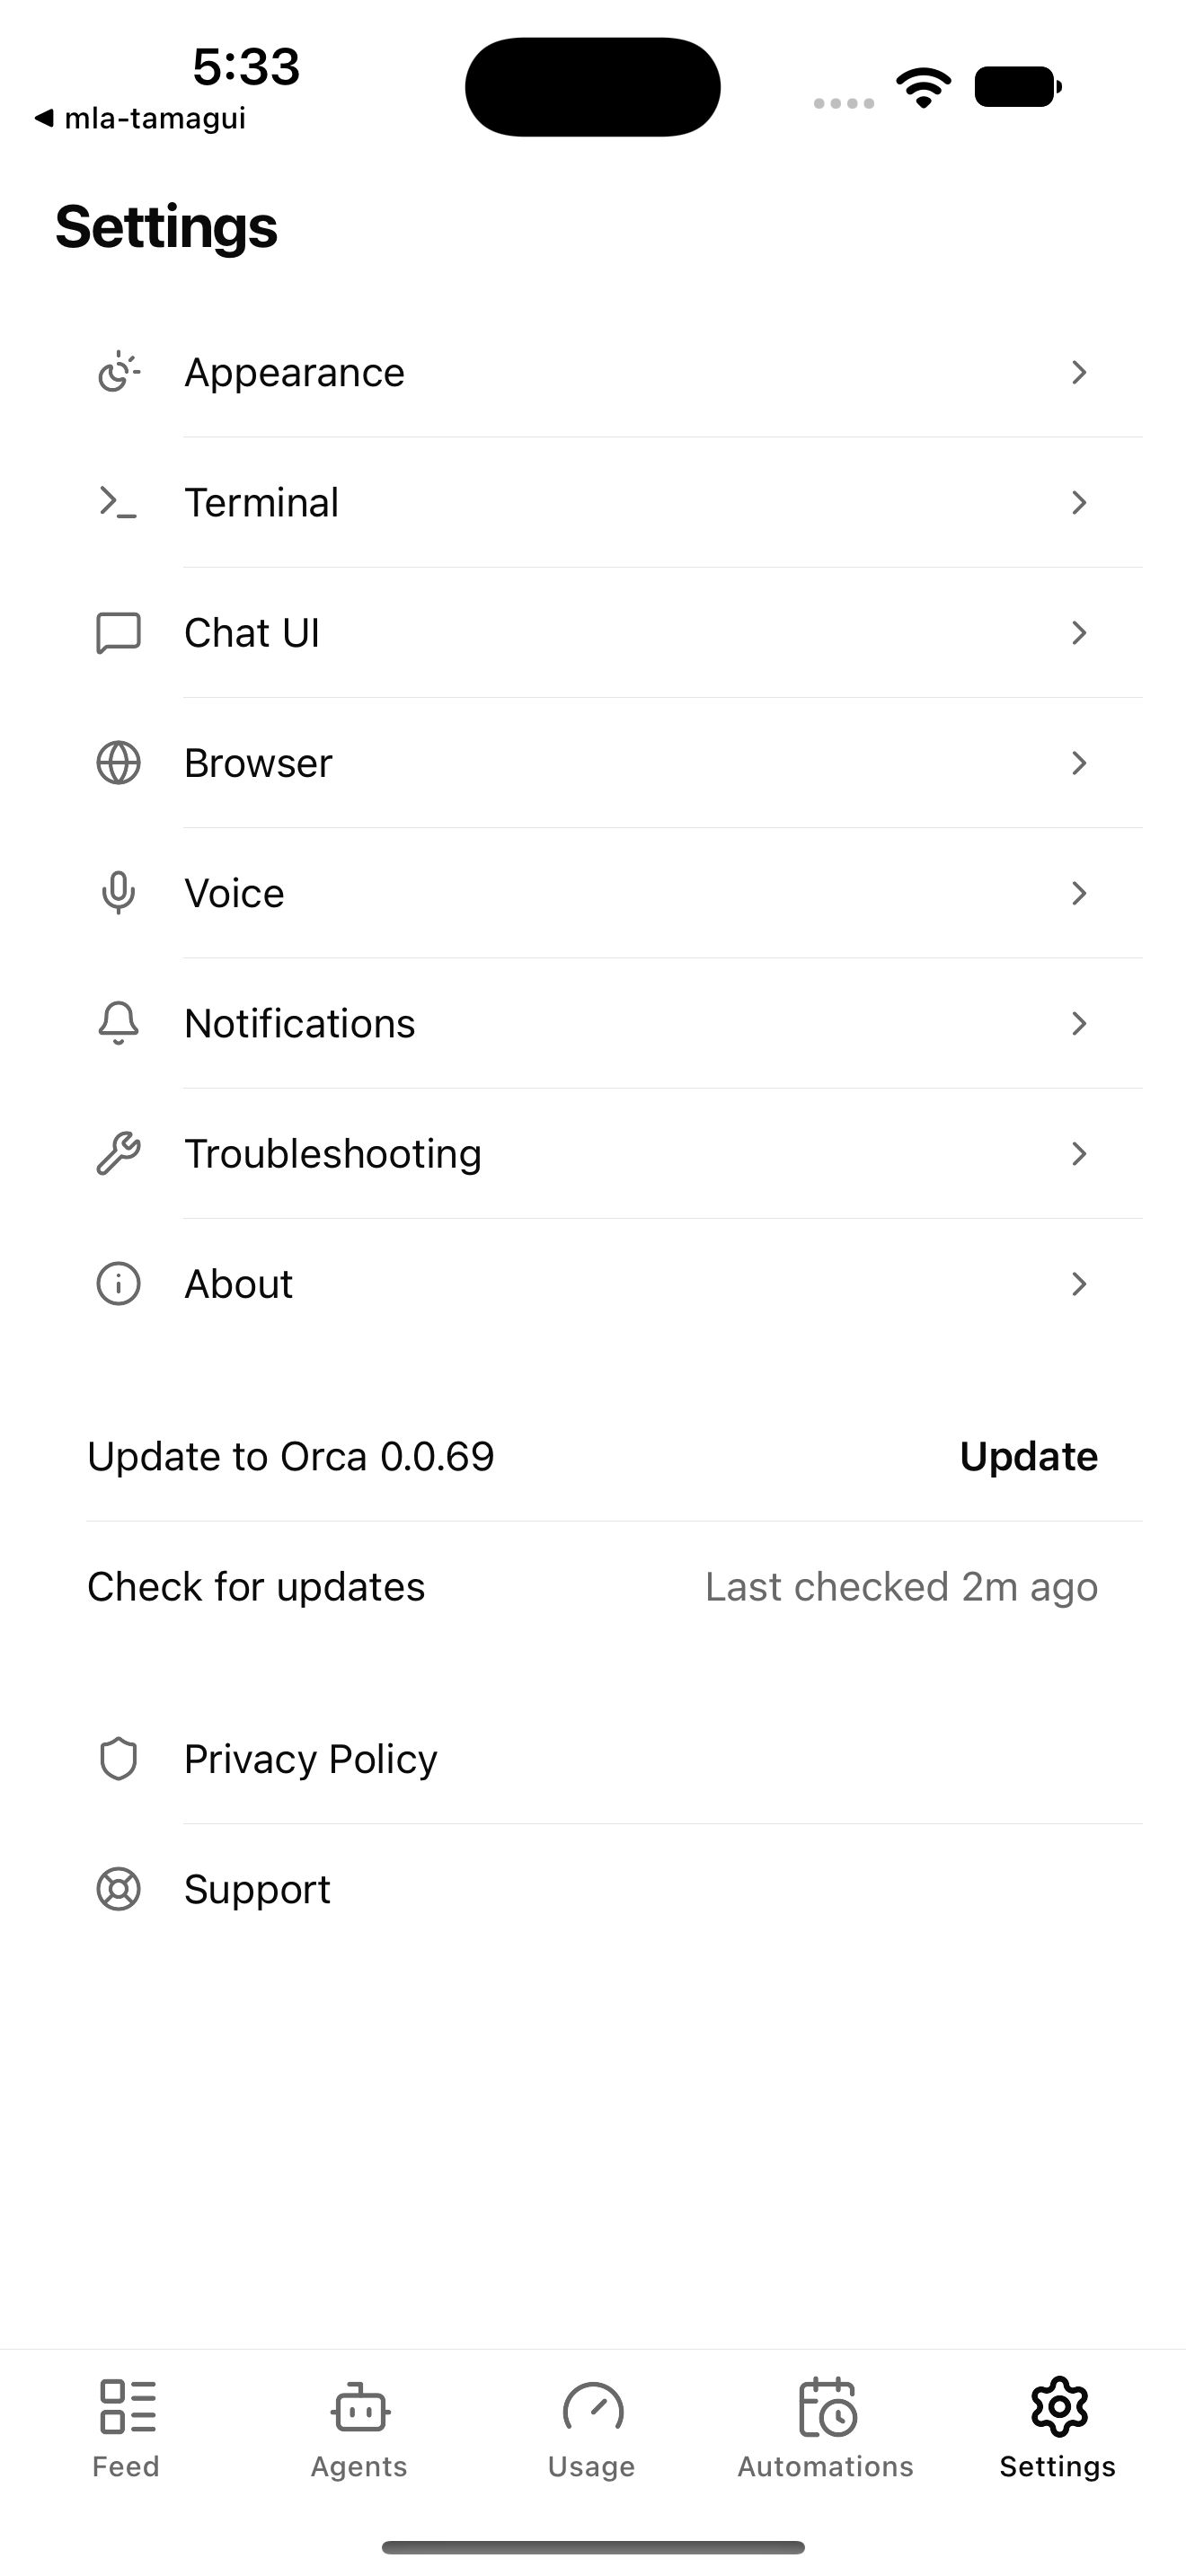 5:33
◀ mla-tamagui
Settings
Appearance
Terminal
Chat UI
Browser
Voice
Notifications
Troubleshooting
About
Update to Orca 0.0.69 Update
Check for updates Last checked 2m ago
Privacy Policy
Support
Feed Agents Usage Automations Settings